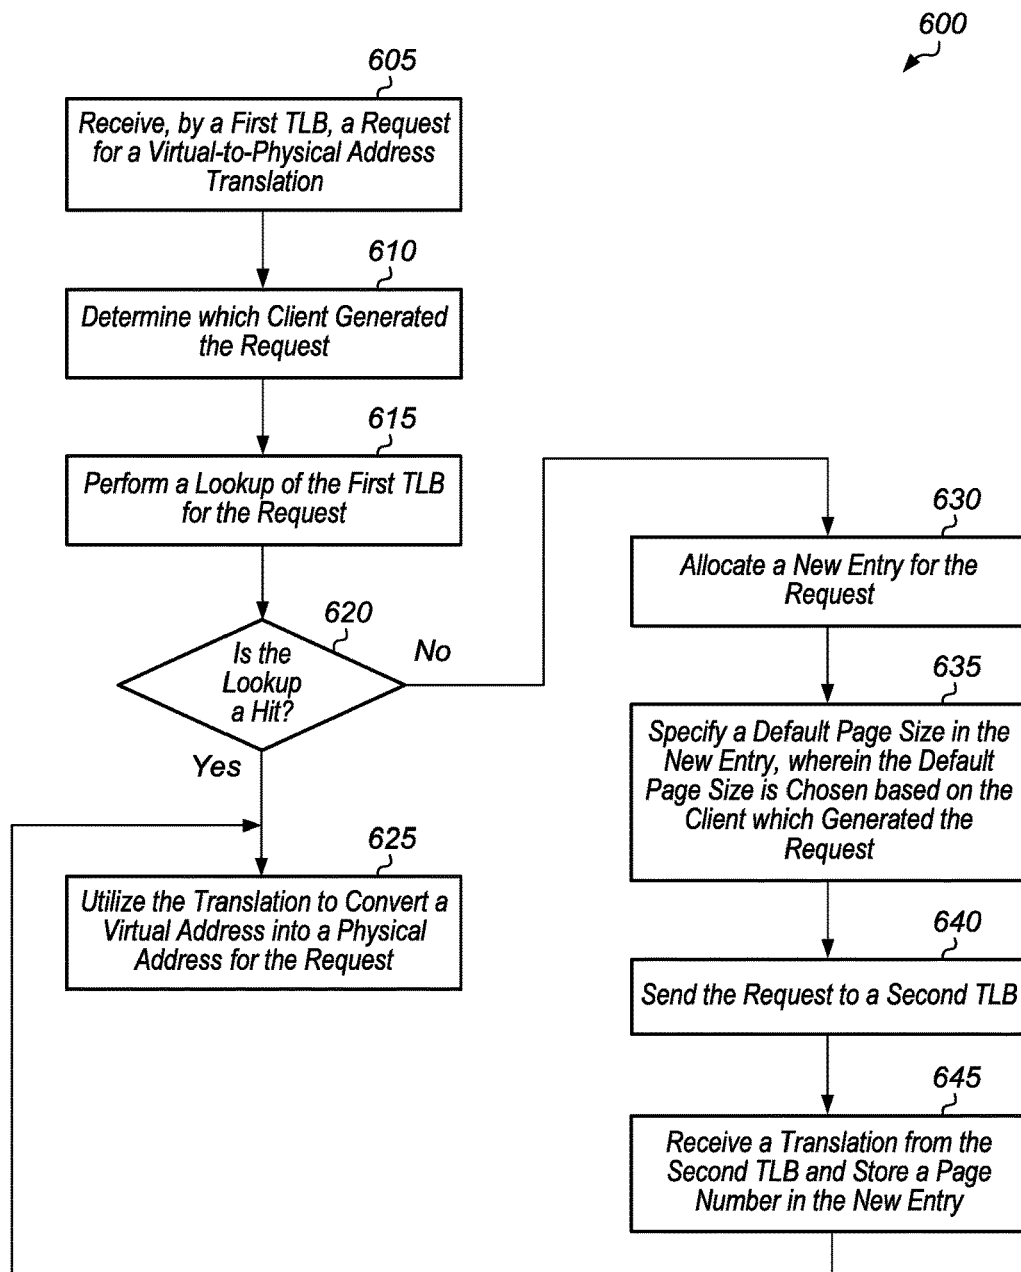 600
605
Receive, by a First TLB, a Request
for a Virtual-to-Physical Address
Translation
610
Determine which Client Generated
the Request
615
Perform a Lookup of the First TLB
for the Request
620
Is the
Lookup
a Hit?
No
Yes
625
Utilize the Translation to Convert a
Virtual Address into a Physical
Address for the Request
630
Allocate a New Entry for the
Request
635
Specify a Default Page Size in the
New Entry, wherein the Default
Page Size is Chosen based on the
Client which Generated the
Request
640
Send the Request to a Second TLB
645
Receive a Translation from the
Second TLB and Store a Page
Number in the New Entry